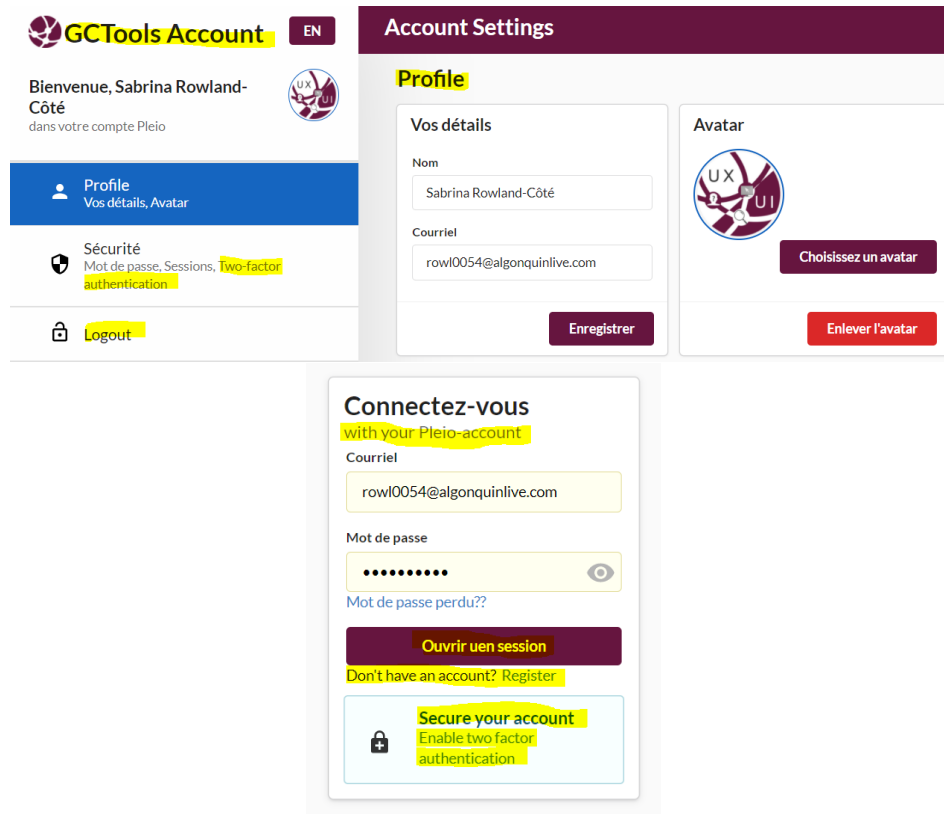 GCTools Account
EN
Account Settings
Bienvenue, Sabrina Rowland-
Côté
dans votre compte Pleio
UX
UI
Profile
Vos détails, Avatar
Sécurité
Mot de passe, Sessions, Two-factor
authentication
Logout
Profile
Vos détails
Nom
Sabrina Rowland-Côté
Courriel
rowl0054@algonquinlive.com
Enregistrer
Avatar
UX
UI
Choisissez un avatar
Enlever l'avatar
Connectez-vous
with your Pleio-account
Courriel
rowl0054@algonquinlive.com
Mot de passe
••••••••••
Mot de passe perdu??
Ouvrir uen session
Don't have an account? Register
Secure your account
Enable two factor
authentication